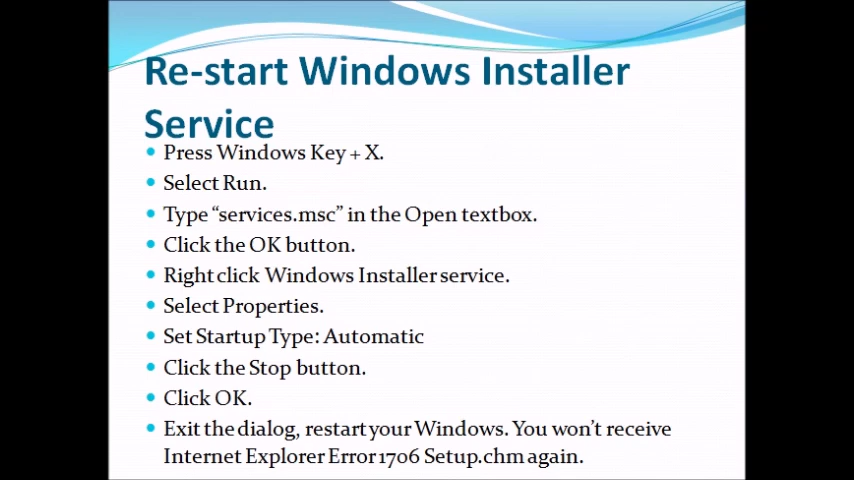 Re-start Windows Installer
Service
• Press Windows Key + X.
• Select Run.
• Type “services.msc” in the Open textbox.
• Click the OK button.
• Right click Windows Installer service.
• Select Properties.
• Set Startup Type: Automatic
• Click the Stop button.
• Click OK.
• Exit the dialog, restart your Windows. You won’t receive
Internet Explorer Error 1706 Setup.chm again.